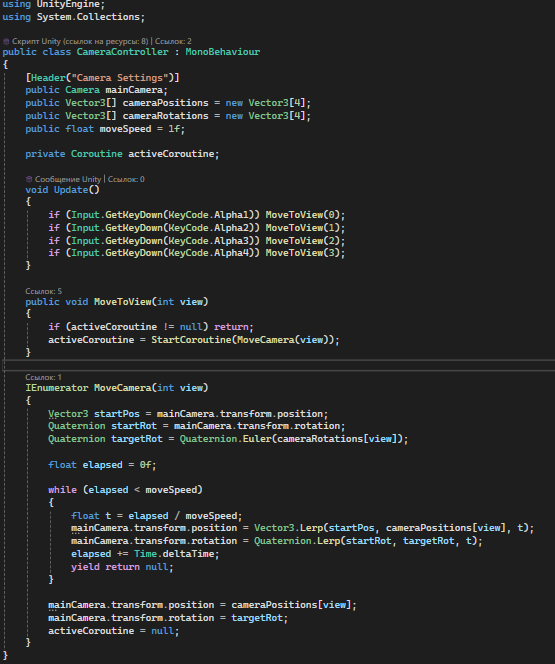 using UnityEngine;
using System.Collections;
Скрипт Unity (ссылок на ресурсы: 8) | Ссылок: 2
public class CameraController : MonoBehaviour
{
[Header("Camera Settings")]
public Camera mainCamera;
public Vector3[] cameraPositions = new Vector3[4];
public Vector3[] cameraRotations = new Vector3[4];
public float moveSpeed = 1f;
private Coroutine activeCoroutine;
Сообщение Unity | Ссылок: 0
void Update()
{
if (Input.GetKeyDown(KeyCode.Alpha1)) MoveToView(0);
if (Input.GetKeyDown(KeyCode.Alpha2)) MoveToView(1);
if (Input.GetKeyDown(KeyCode.Alpha3)) MoveToView(2);
if (Input.GetKeyDown(KeyCode.Alpha4)) MoveToView(3);
}
Ссылок: 5
public void MoveToView(int view)
{
if (activeCoroutine != null) return;
activeCoroutine = StartCoroutine(MoveCamera(view));
}
Ссылок: 1
IEnumerator MoveCamera(int view)
{
Vector3 startPos = mainCamera.transform.position;
Quaternion startRot = mainCamera.transform.rotation;
Quaternion targetRot = Quaternion.Euler(cameraRotations[view]);
float elapsed = 0f;
while (elapsed < moveSpeed)
{
float t = elapsed / moveSpeed;
mainCamera.transform.position = Vector3.Lerp(startPos, cameraPositions[view], t);
mainCamera.transform.rotation = Quaternion.Lerp(startRot, targetRot, t);
elapsed += Time.deltaTime;
yield return null;
}
mainCamera.transform.position = cameraPositions[view];
mainCamera.transform.rotation = targetRot;
activeCoroutine = null;
}
}